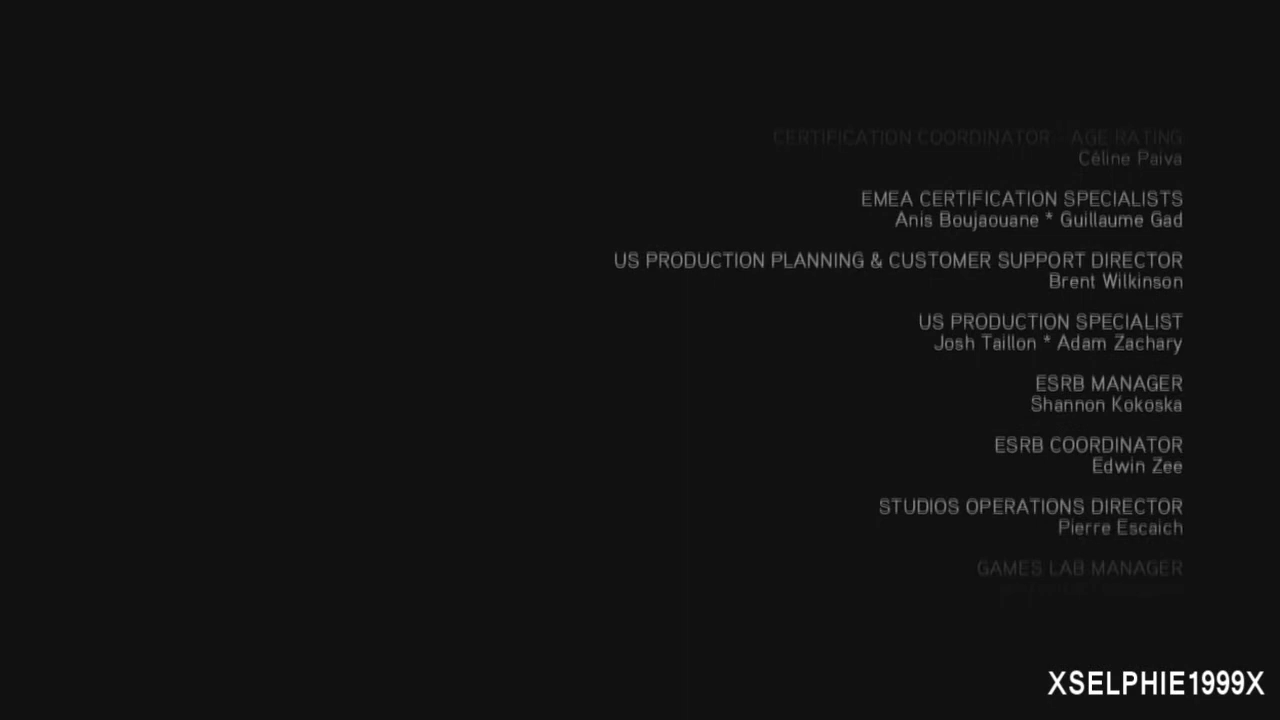 CERTIFICATION COORDINATOR - AGE RATING
Céline Paiva
EMEA CERTIFICATION SPECIALISTS
Anis Boujaouane * Guillaume Gad
US PRODUCTION PLANNING & CUSTOMER SUPPORT DIRECTOR
Brent Wilkinson
US PRODUCTION SPECIALIST
Josh Taillon * Adam Zachary
ESRB MANAGER
Shannon Kokoska
ESRB COORDINATOR
Edwin Zee
STUDIOS OPERATIONS DIRECTOR
Pierre Escaich
GAMES LAB MANAGER
XSELPHIE1999X